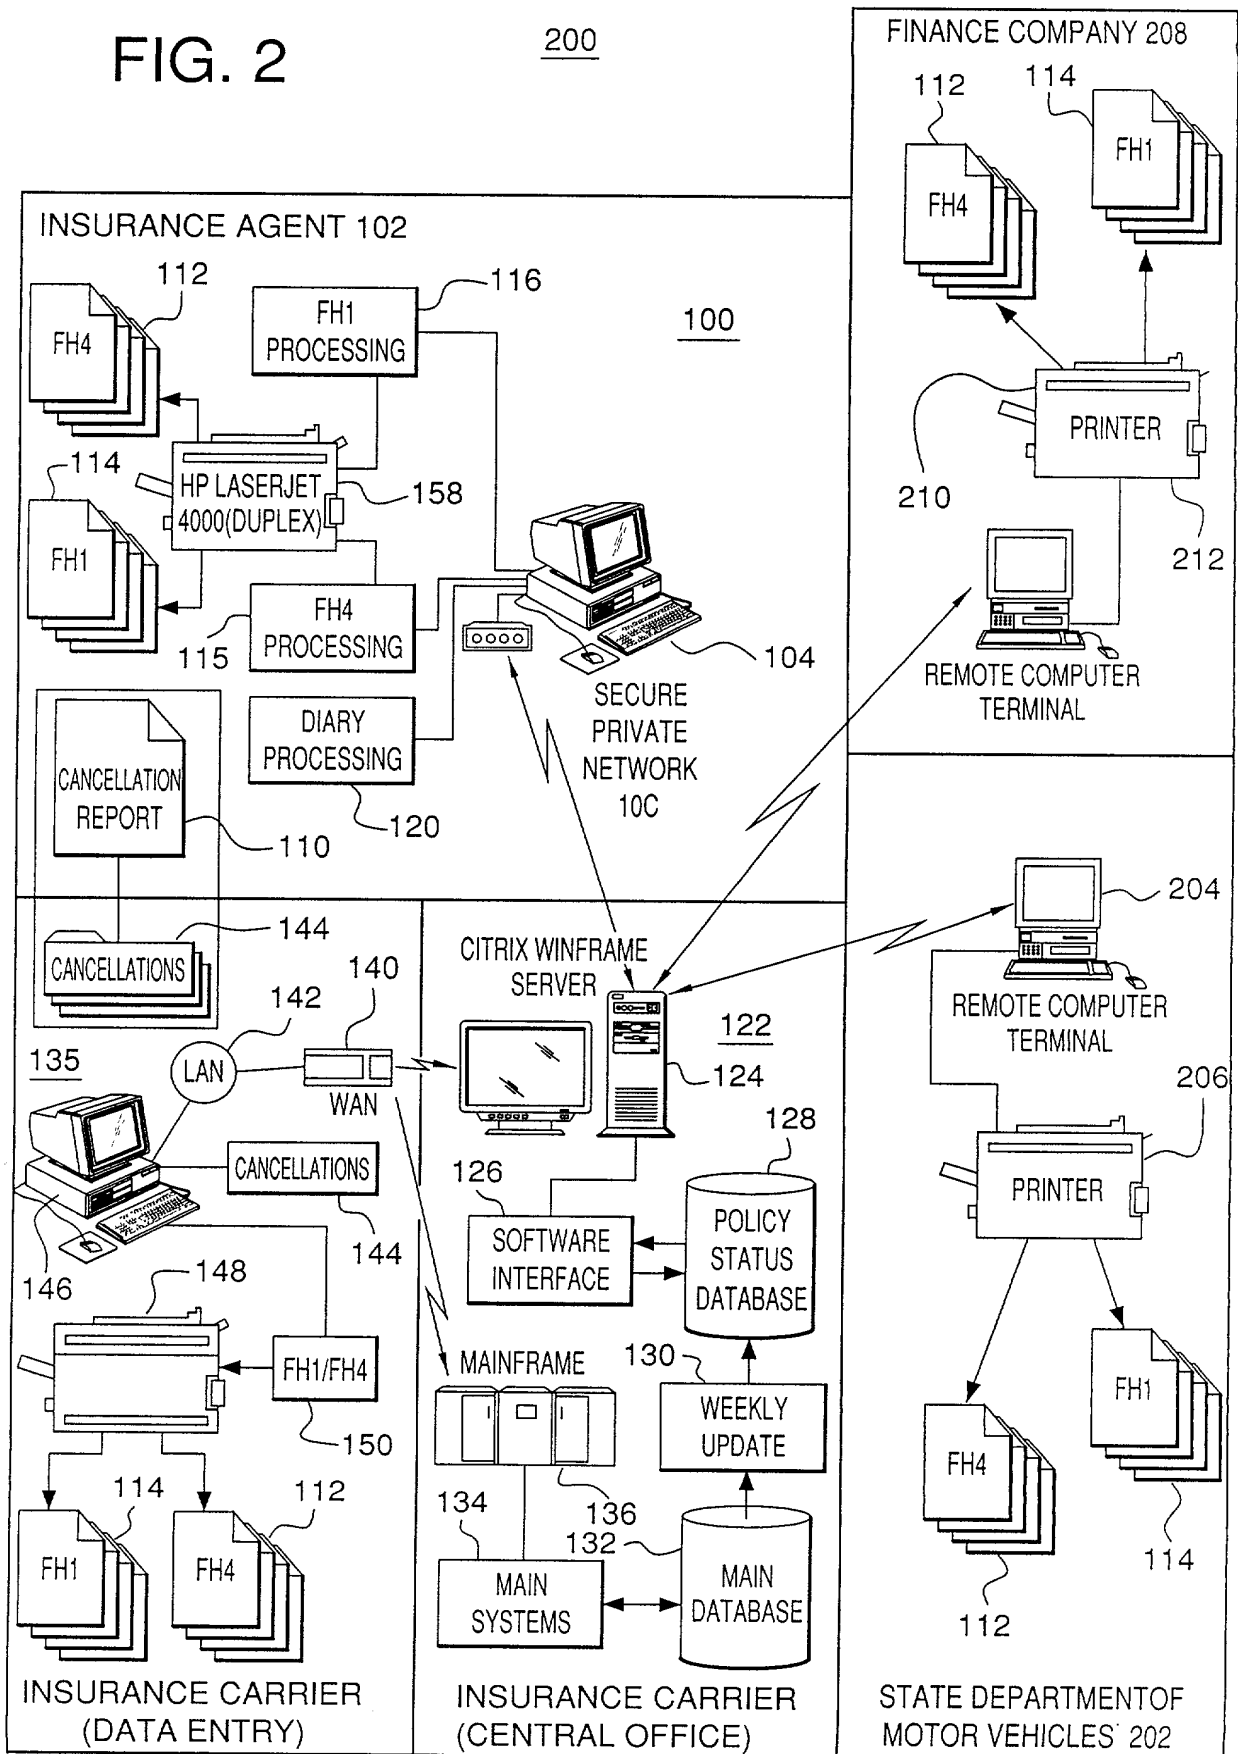 FIG. 2
200
FINANCE COMPANY 208
112
114
FH4
FH1
PRINTER
210
212
REMOTE COMPUTER
TERMINAL
INSURANCE AGENT 102
100
112
FH4
116
FH1
PROCESSING
114
FH1
HP LASERJET
4000(DUPLEX)
158
115
FH4
PROCESSING
104
SECURE
PRIVATE
NETWORK
10C
DIARY
PROCESSING
120
CANCELLATION
REPORT
110
144
CANCELLATIONS
135
142
LAN
140
WAN
CANCELLATIONS
144
146
148
FH1/FH4
150
114
FH1
112
FH4
INSURANCE CARRIER
(DATA ENTRY)
CITRIX WINFRAME
SERVER
122
124
126
SOFTWARE
INTERFACE
128
POLICY
STATUS
DATABASE
130
WEEKLY
UPDATE
MAINFRAME
136
134
MAIN
SYSTEMS
132
MAIN
DATABASE
INSURANCE CARRIER
(CENTRAL OFFICE)
204
REMOTE COMPUTER
TERMINAL
206
PRINTER
FH1
114
FH4
112
STATE DEPARTMENTOF
MOTOR VEHICLES 202